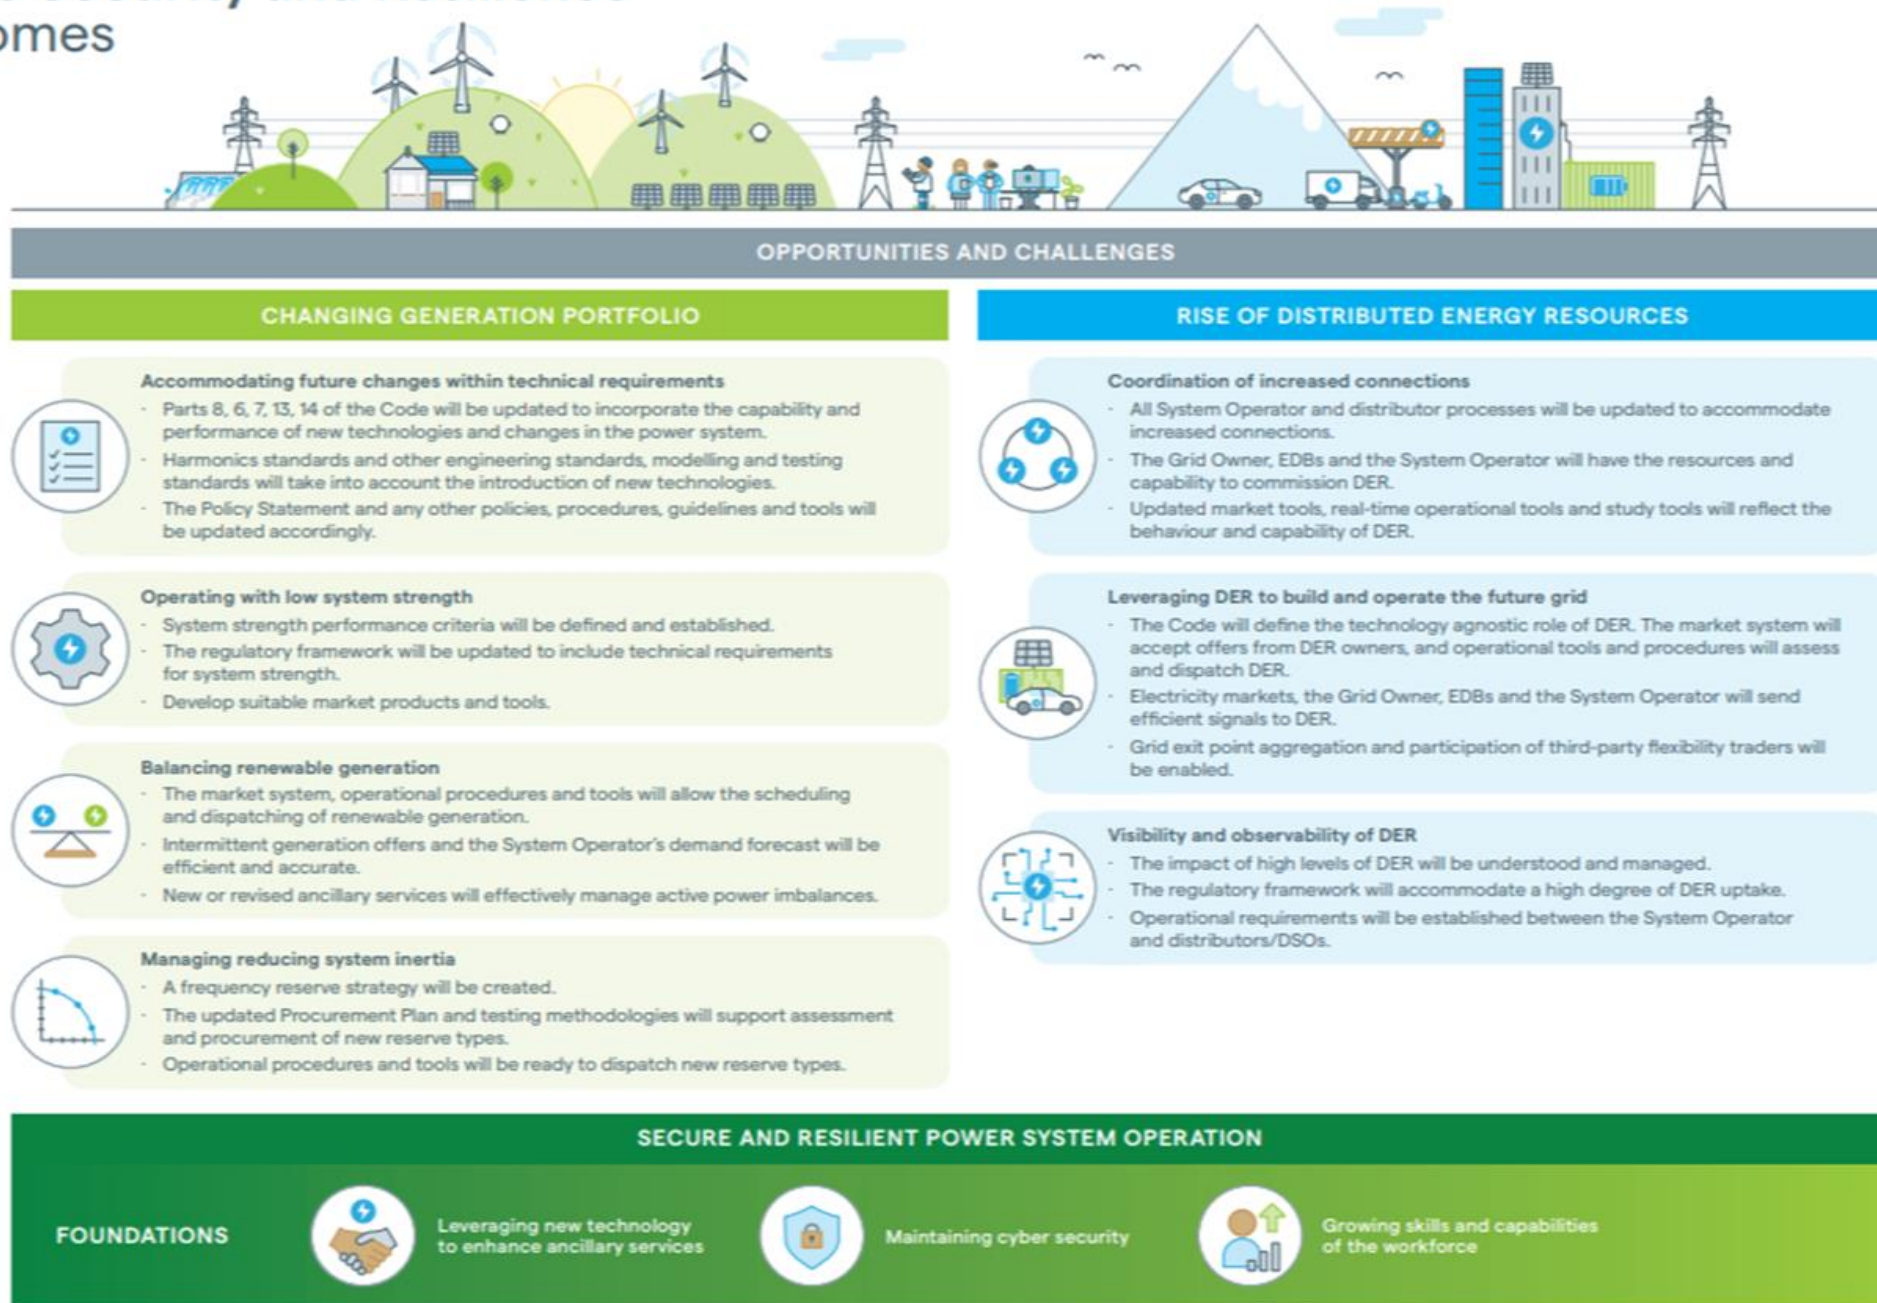 omes
OPPORTUNITIES AND CHALLENGES
CHANGING GENERATION PORTFOLIO
Accommodating future changes within technical requirements
- Parts 8, 6, 7, 13, 14 of the Code will be updated to incorporate the capability and
performance of new technologies and changes in the power system.
- Harmonics standards and other engineering standards, modelling and testing
standards will take into account the introduction of new technologies.
- The Policy Statement and any other policies, procedures, guidelines and tools will
be updated accordingly.
Operating with low system strength
- System strength performance criteria will be defined and established.
- The regulatory framework will be updated to include technical requirements
for system strength.
- Develop suitable market products and tools.
Balancing renewable generation
- The market system, operational procedures and tools will allow the scheduling
and dispatching of renewable generation.
- Intermittent generation offers and the System Operator's demand forecast will be
efficient and accurate.
- New or revised ancillary services will effectively manage active power imbalances.
Managing reducing system inertia
- A frequency reserve strategy will be created.
- The updated Procurement Plan and testing methodologies will support assessment
and procurement of new reserve types.
- Operational procedures and tools will be ready to dispatch new reserve types.
RISE OF DISTRIBUTED ENERGY RESOURCES
Coordination of increased connections
- All System Operator and distributor processes will be updated to accommodate
increased connections.
- The Grid Owner, EDBs and the System Operator will have the resources and
capability to commission DER.
- Updated market tools, real-time operational tools and study tools will reflect the
behaviour and capability of DER.
Leveraging DER to build and operate the future grid
- The Code will define the technology agnostic role of DER. The market system will
accept offers from DER owners, and operational tools and procedures will assess
and dispatch DER.
- Electricity markets, the Grid Owner, EDBs and the System Operator will send
efficient signals to DER.
- Grid exit point aggregation and participation of third-party flexibility traders will
be enabled.
Visibility and observability of DER
- The impact of high levels of DER will be understood and managed.
- The regulatory framework will accommodate a high degree of DER uptake.
- Operational requirements will be established between the System Operator
and distributors/DSOs.
SECURE AND RESILIENT POWER SYSTEM OPERATION
FOUNDATIONS
Leveraging new technology
to enhance ancillary services
Maintaining cyber security
Growing skills and capabilities
of the workforce